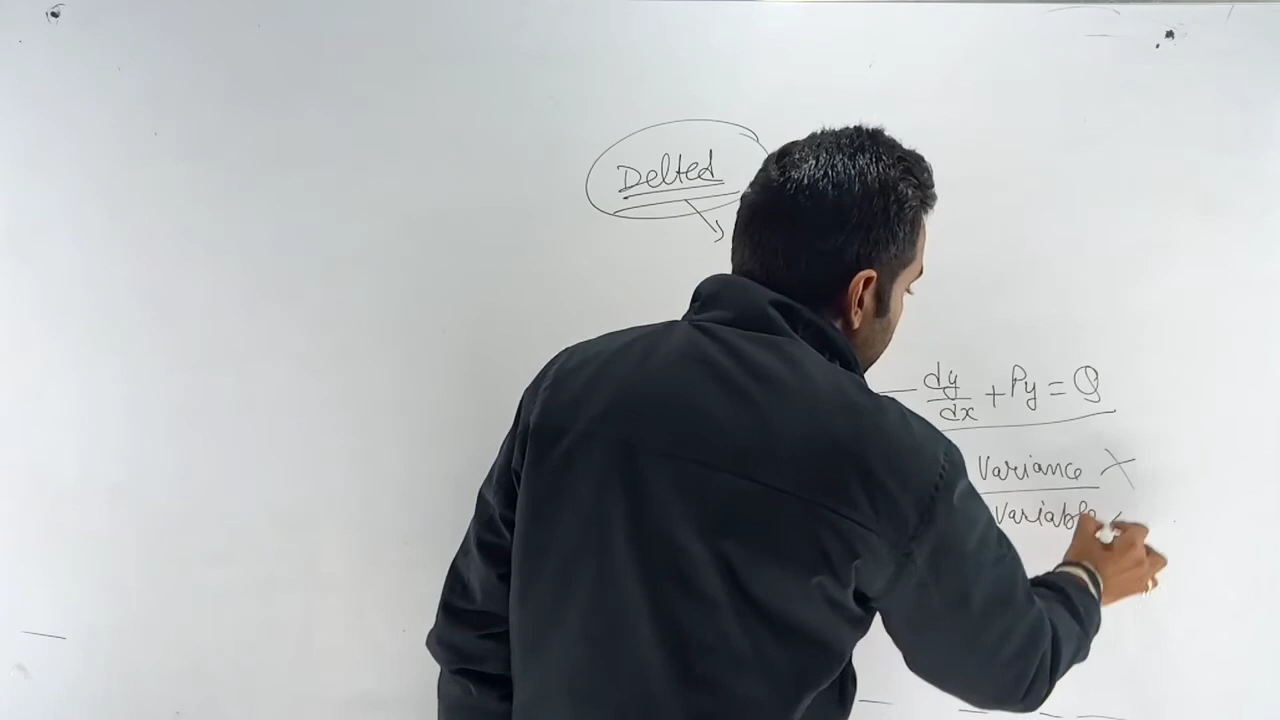 Delted
dy/dx + Py = Q
Variance X
Variable